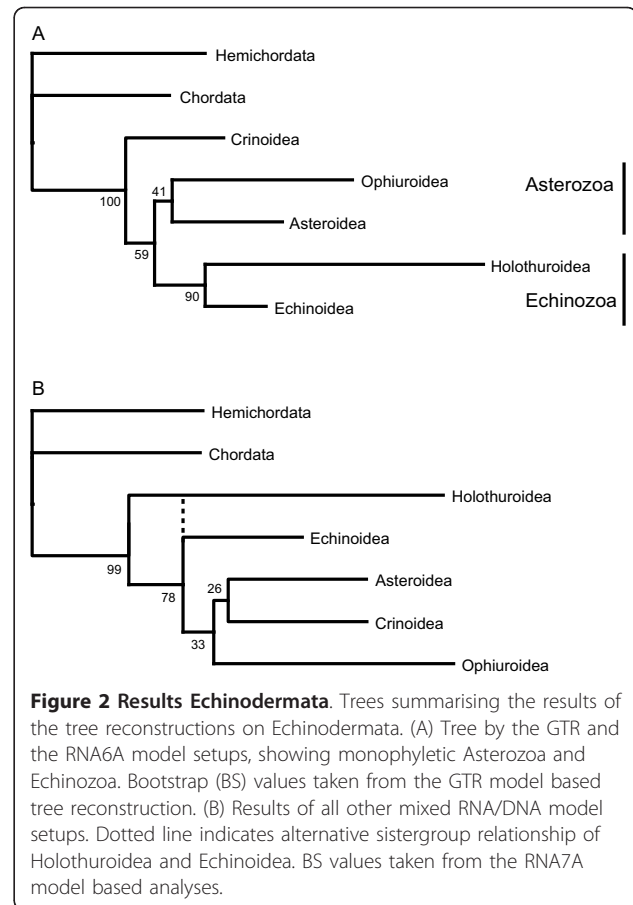 A
Hemichordata
Chordata
Crinoidea
Ophiuroidea
41
Asterozoa
100
Asteroidea
59
Holothuroidea
90
Echinozoa
Echinoidea
B
Hemichordata
Chordata
Holothuroidea
Echinoidea
99
Asteroidea
26
78
Crinoidea
33
Ophiuroidea
Figure 2 Results Echinodermata. Trees summarising the results of
the tree reconstructions on Echinodermata. (A) Tree by the GTR and
the RNA6A model setups, showing monophyletic Asterozoa and
Echinozoa. Bootstrap (BS) values taken from the GTR model based
tree reconstruction. (B) Results of all other mixed RNA/DNA model
setups. Dotted line indicates alternative sistergroup relationship of
Holothuroidea and Echinoidea. BS values taken from the RNA7A
model based analyses.